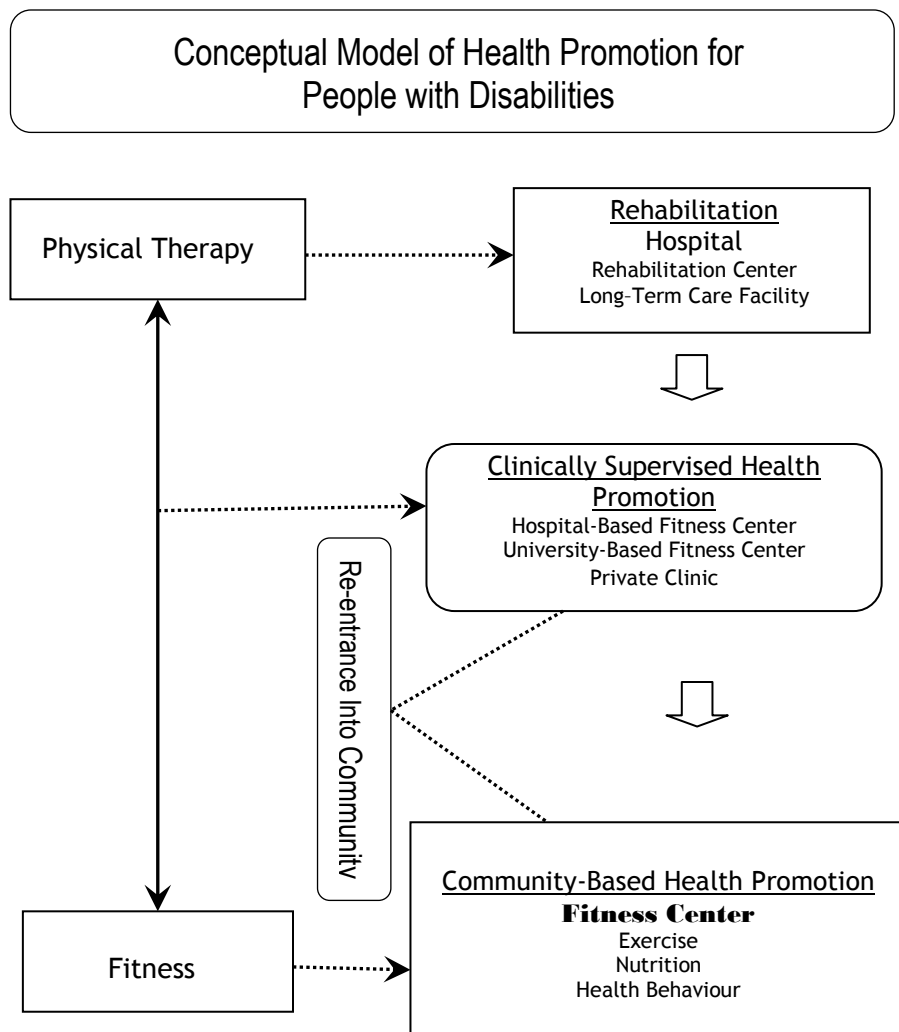 Conceptual Model of Health Promotion for
People with Disabilities
Physical Therapy
Rehabilitation
Hospital
Rehabilitation Center
Long-Term Care Facility
Clinically Supervised Health
Promotion
Hospital-Based Fitness Center
University-Based Fitness Center
Private Clinic
Re-entrance Into Community
Community-Based Health Promotion
Fitness Center
Exercise
Nutrition
Health Behaviour
Fitness